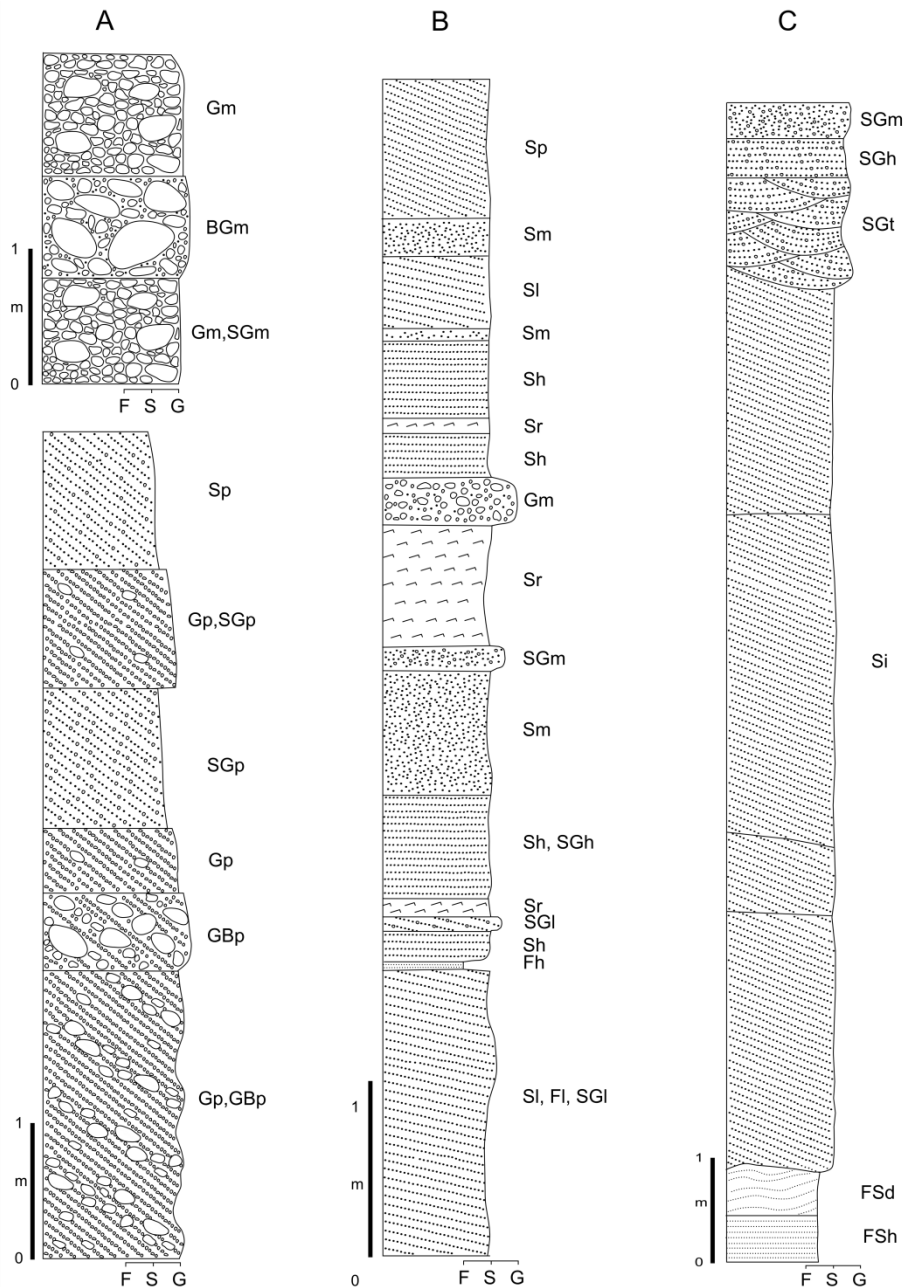 A
Gm
BGm
Gm,SGm
1
m
0
F S G
Sp
Gp,SGp
SGp
Gp
GBp
Gp,GBp
1
m
0
F S G
B
Sp
Sm
Sl
Sm
Sh
Sr
Sh
Gm
Sr
SGm
Sm
Sh, SGh
Sr
SGl
Sh
Fh
Sl, Fl, SGl
1
m
0
F S G
C
SGm
SGh
SGt
Si
1
m
0
FSd
FSh
F S G